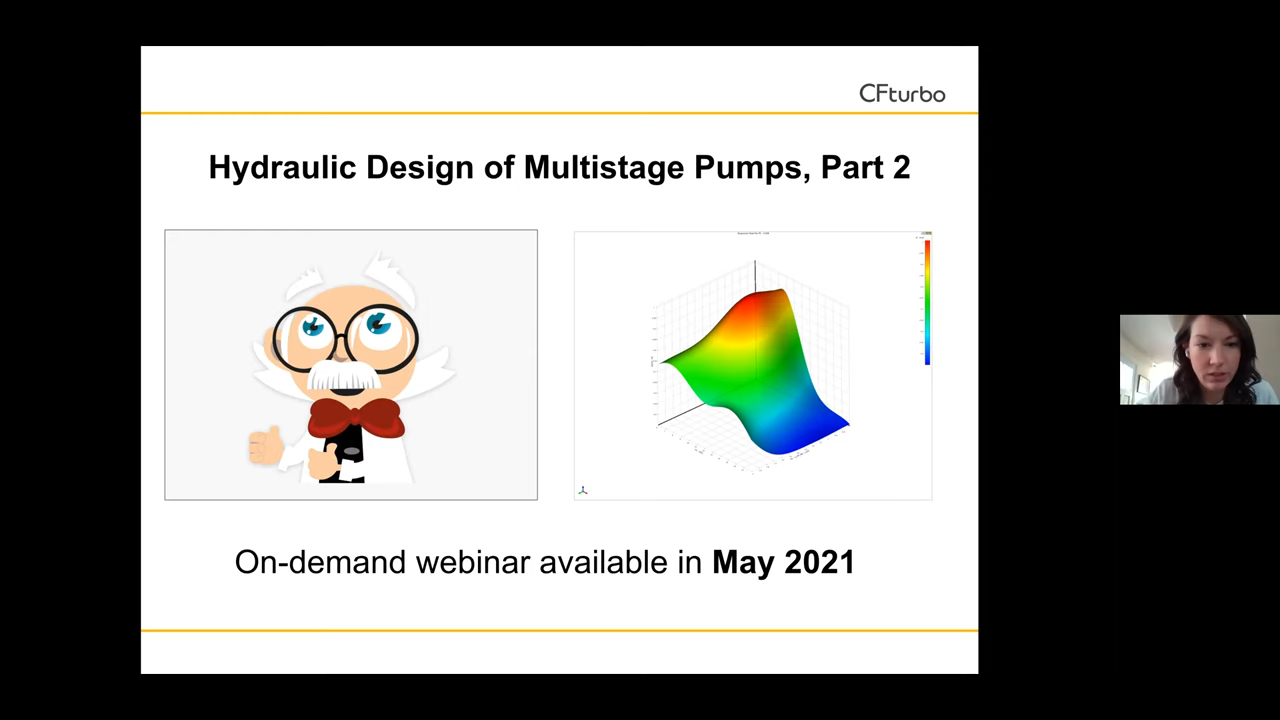 CFturbo
Hydraulic Design of Multistage Pumps, Part 2
On-demand webinar available in May 2021